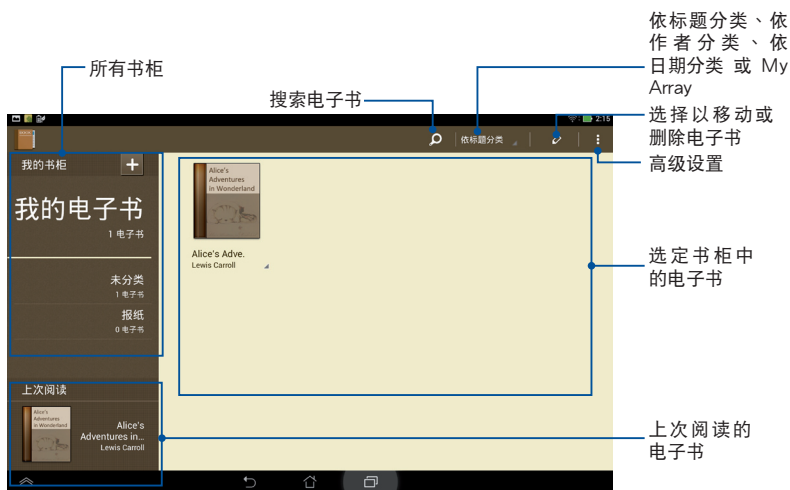 依标题分类、依
作者分类、依
日期分类 或 My
Array
所有书柜
搜索电子书
选择以移动或
删除电子书
高级设置
2:15
依标题分类
我的书柜
+
我的电子书
1 电子书
未分类
1 电子书
报纸
0 电子书
Alice's
Adventures
in Wonderland
Alice's Adve.
Lewis Carroll
选定书柜中
的电子书
上次阅读
Alice's
Adventures
in Wonderland
Alice's
Adventures in...
Lewis Carroll
上次阅读的
电子书